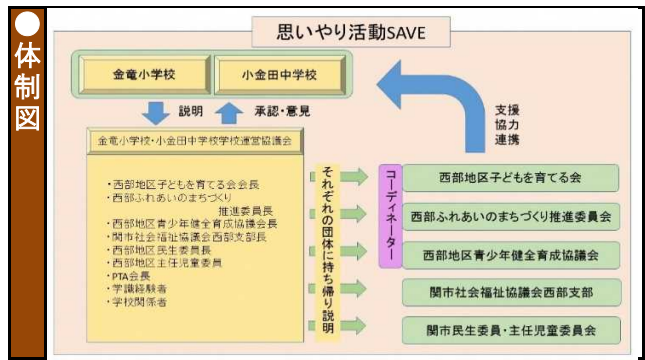 ●体制図
思いやり活動SAVE
金竜小学校
小金田中学校
説明
承認・意見
支援
協力
連携
金竜小学校・小金田中学校学校運営協議会
・西部地区子どもを育てる会会長
・西部ふれあいのまちづくり
推進委員長
・西部地区青少年健全育成協議会長
・関市社会福祉協議会西部支部長
・西部地区民生委員長
・西部地区主任児童委員
・PTA会長
・学識経験者
・学校関係者
それぞれの団体に持ち帰り説明
コーディネーター
西部地区子どもを育てる会
西部ふれあいのまちづくり推進委員会
西部地区青少年健全育成協議会
関市社会福祉協議会西部支部
関市民生委員・主任児童委員会